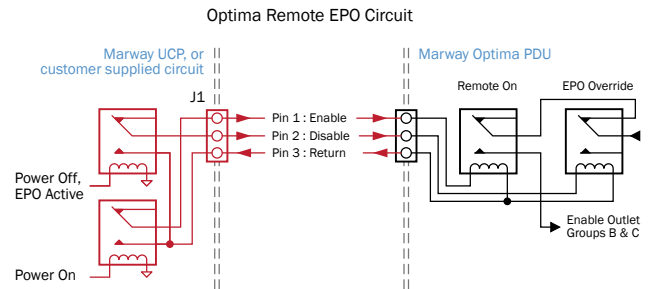 Optima Remote EPO Circuit
Marway UCP, or
customer supplied circuit
Marway Optima PDU
J1
Remote On
EPO Override
Pin 1 : Enable
Pin 2 : Disable
Pin 3 : Return
Power Off,
EPO Active
Power On
Enable Outlet
Groups B & C